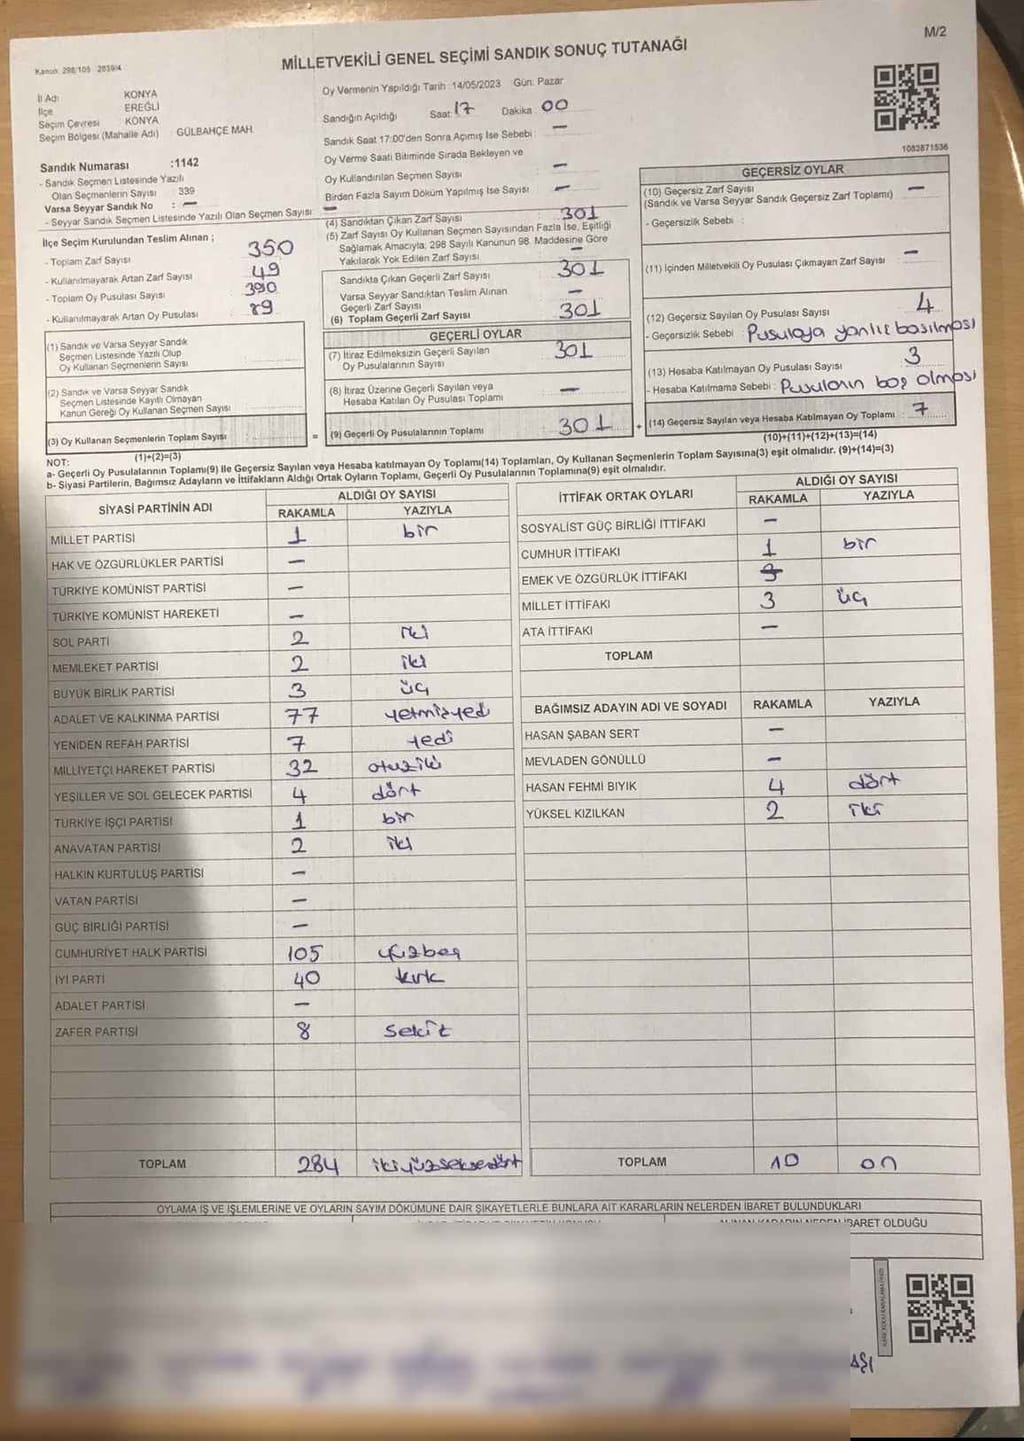 M/2
MİLLETVEKİLİ GENEL SEÇİMİ SANDIK SONUÇ TUTANAĞI
Kanun: 298/105 2839/4
İl Adı KONYA
İlçe EREĞLİ
Seçim Çevresi KONYA
Seçim Bölgesi (Mahalle Adı) : GÜLBAHÇE MAH.
Sandık Numarası :1142
- Sandık Seçmen Listesinde Yazılı
Olan Seçmenlerin Sayısı : 339
Varsa Seyyar Sandık No : —
- Seyyar Sandık Seçmen Listesinde Yazılı Olan Seçmen Sayısı —
Oy Vermenin Yapıldığı Tarih :14/05/2023 Gün: Pazar
Sandığın Açıldığı Saat: 17 Dakika 00
Sandık Saat 17:00'den Sonra Açımış İse Sebebi : —
Oy Verme Saati Bitiminde Sırada Bekleyen ve
Oy Kullandırılan Seçmen Sayısı : —
Birden Fazla Sayım Döküm Yapılmış İse Sayısı : —
1083871536
İlçe Seçim Kurulundan Teslim Alınan ;
- Toplam Zarf Sayısı : 350
- Kullanılmayarak Artan Zarf Sayısı : 49
- Toplam Oy Pusulası Sayısı : 390
- Kullanılmayarak Artan Oy Pusulası : 89
(1) Sandık ve Varsa Seyyar Sandık
Seçmen Listesinde Yazılı Olup
Oy Kullanan Seçmenlerin Sayısı :
(2) Sandık ve Varsa Seyyar Sandık
Seçmen Listesinde Kayıtlı Olmayan
Kanun Gereği Oy Kullanan Seçmen Sayısı :
(3) Oy Kullanan Seçmenlerin Toplam Sayısı :
(1)+(2)=(3)
(4) Sandıktan Çıkan Zarf Sayısı : 301
(5) Zarf Sayısı Oy Kullanan Seçmen Sayısından Fazla İse, Eşitliği
Sağlamak Amacıyla, 298 Sayılı Kanunun 98. Maddesine Göre
Yakılarak Yok Edilen Zarf Sayısı : —
Sandıkta Çıkan Geçerli Zarf Sayısı : 301
Varsa Seyyar Sandıktan Teslim Alınan
Geçerli Zarf Sayısı : —
(6) Toplam Geçerli Zarf Sayısı : 301
GEÇERLİ OYLAR
(7) İtiraz Edilmeksizin Geçerli Sayılan
Oy Pusulalarının Sayısı : 301
(8) İtiraz Üzerine Geçerli Sayılan veya
Hesaba Katılan Oy Pusulası Toplamı : —
= (9) Geçerli Oy Pusulalarının Toplamı : 301
GEÇERSİZ OYLAR
(10) Geçersiz Zarf Sayısı : —
(Sandık ve Varsa Seyyar Sandık Geçersiz Zarf Toplamı)
- Geçersizlik Sebebi :
(11) İçinden Milletvekili Oy Pusulası Çıkmayan Zarf Sayısı : —
(12) Geçersiz Sayılan Oy Pusulası Sayısı : 4
- Geçersizlik Sebebi : Pusulaya yanlış basılması
(13) Hesaba Katılmayan Oy Pusulası Sayısı : 3
- Hesaba Katılmama Sebebi : Pusulanın boş olması
+ (14) Geçersiz Sayılan veya Hesaba Katılmayan Oy Toplamı : 7
(10)+(11)+(12)+(13)=(14)
NOT:
a- Geçerli Oy Pusulalarının Toplamı(9) ile Geçersiz Sayılan veya Hesaba katılmayan Oy Toplamı(14) Toplamları, Oy Kullanan Seçmenlerin Toplam Sayısına(3) eşit olmalıdır. (9)+(14)=(3)
b- Siyasi Partilerin, Bağımsız Adayların ve İttifakların Aldığı Ortak Oyların Toplamı, Geçerli Oy Pusulalarının Toplamına(9) eşit olmalıdır.
SİYASİ PARTİNİN ADI ALDIĞI OY SAYISI
RAKAMLA YAZIYLA
MİLLET PARTİSİ 1 bir
HAK VE ÖZGÜRLÜKLER PARTİSİ —
TÜRKİYE KOMÜNİST PARTİSİ —
TÜRKİYE KOMÜNİST HAREKETİ —
SOL PARTİ 2 iki
MEMLEKET PARTİSİ 2 iki
BÜYÜK BİRLİK PARTİSİ 3 üç
ADALET VE KALKINMA PARTİSİ 77 yetmişyedi
YENİDEN REFAH PARTİSİ 7 yedi
MİLLİYETÇİ HAREKET PARTİSİ 32 otuziki
YEŞİLLER VE SOL GELECEK PARTİSİ 4 dört
TÜRKİYE İŞÇİ PARTİSİ 1 bir
ANAVATAN PARTİSİ 2 iki
HALKIN KURTULUŞ PARTİSİ —
VATAN PARTİSİ —
GÜÇ BİRLİĞİ PARTİSİ —
CUMHURİYET HALK PARTİSİ 105 yüzbeş
İYİ PARTİ 40 kırk
ADALET PARTİSİ —
ZAFER PARTİSİ 8 sekiz
TOPLAM 284 ikiyüzseksendört
İTTİFAK ORTAK OYLARI ALDIĞI OY SAYISI
RAKAMLA YAZIYLA
SOSYALİST GÜÇ BİRLİĞİ İTTİFAKI —
CUMHUR İTTİFAKI 1 bir
EMEK VE ÖZGÜRLÜK İTTİFAKI
MİLLET İTTİFAKI 3 üç
ATA İTTİFAKI —
TOPLAM
BAĞIMSIZ ADAYIN ADI VE SOYADI RAKAMLA YAZIYLA
HASAN ŞABAN SERT —
MEVLADEN GÖNÜLLÜ —
HASAN FEHMİ BIYIK 4 dört
YÜKSEL KIZILKAN 2 iki
TOPLAM 10 on
OYLAMA İŞ VE İŞLEMLERİNE VE OYLARIN SAYIM DÖKÜMÜNE DAİR ŞİKAYETLERLE BUNLARA AİT KARARLARIN NELERDEN İBARET BULUNDUKLARI
İBARET OLDUĞU